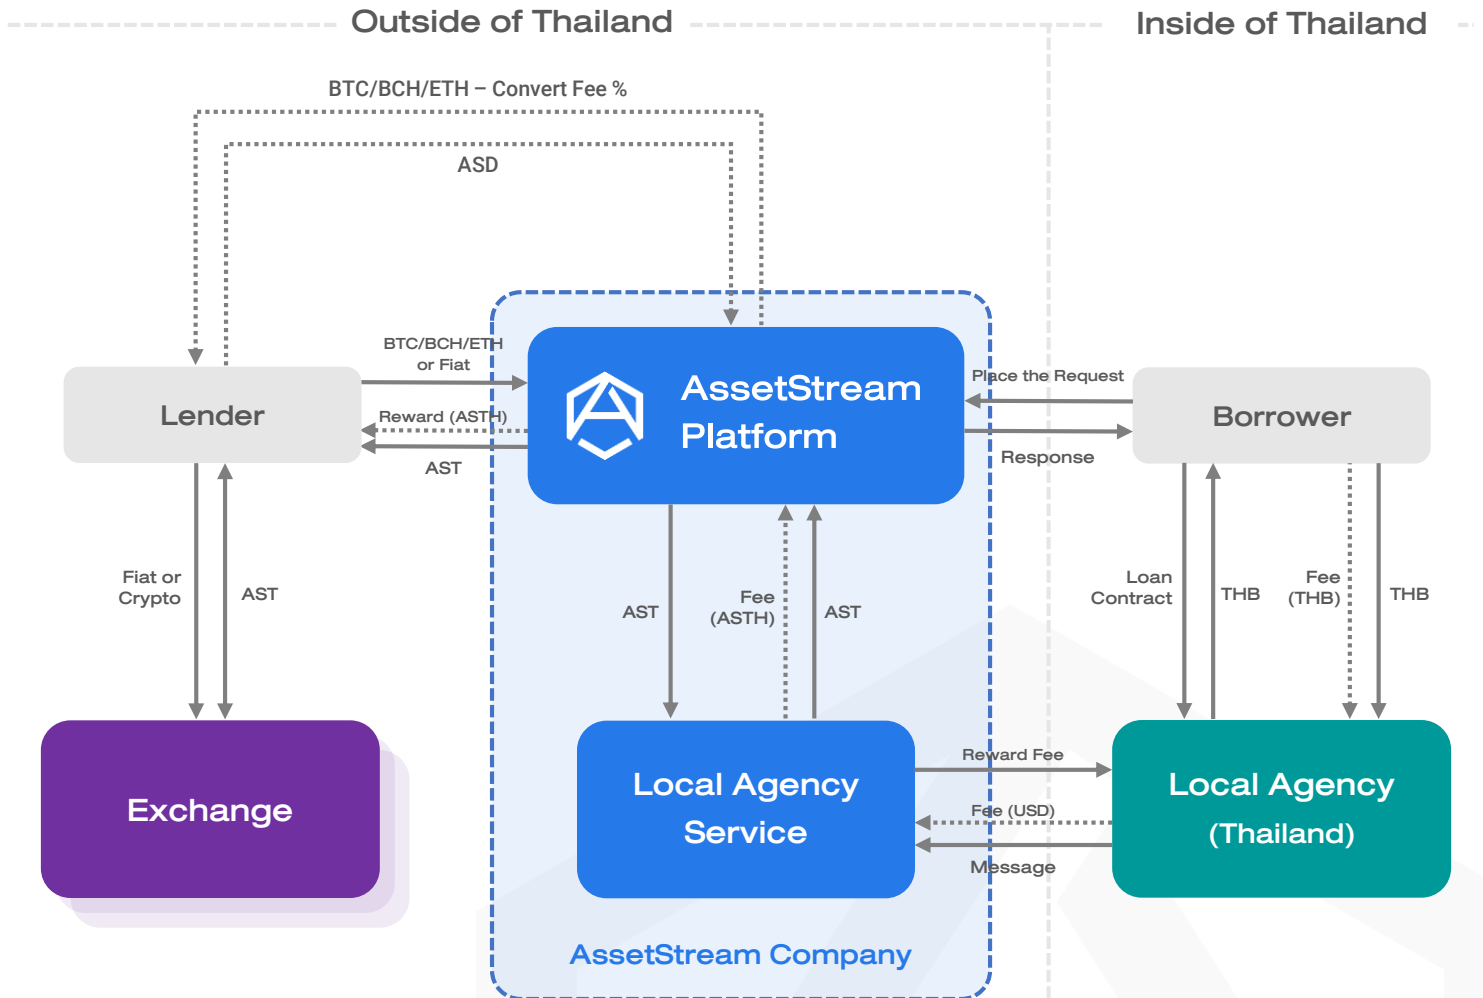 Outside of Thailand
Inside of Thailand
BTC/BCH/ETH – Convert Fee %
ASD
BTC/BCH/ETH
or Fiat
Reward (ASTH)
AST
Lender
AssetStream
Platform
Place the Request
Response
Borrower
Fiat or
Crypto
AST
AST
Fee
(ASTH)
AST
Loan
Contract
THB
Fee
(THB)
THB
Exchange
Local Agency
Service
Reward Fee
Fee (USD)
Message
Local Agency
(Thailand)
AssetStream Company